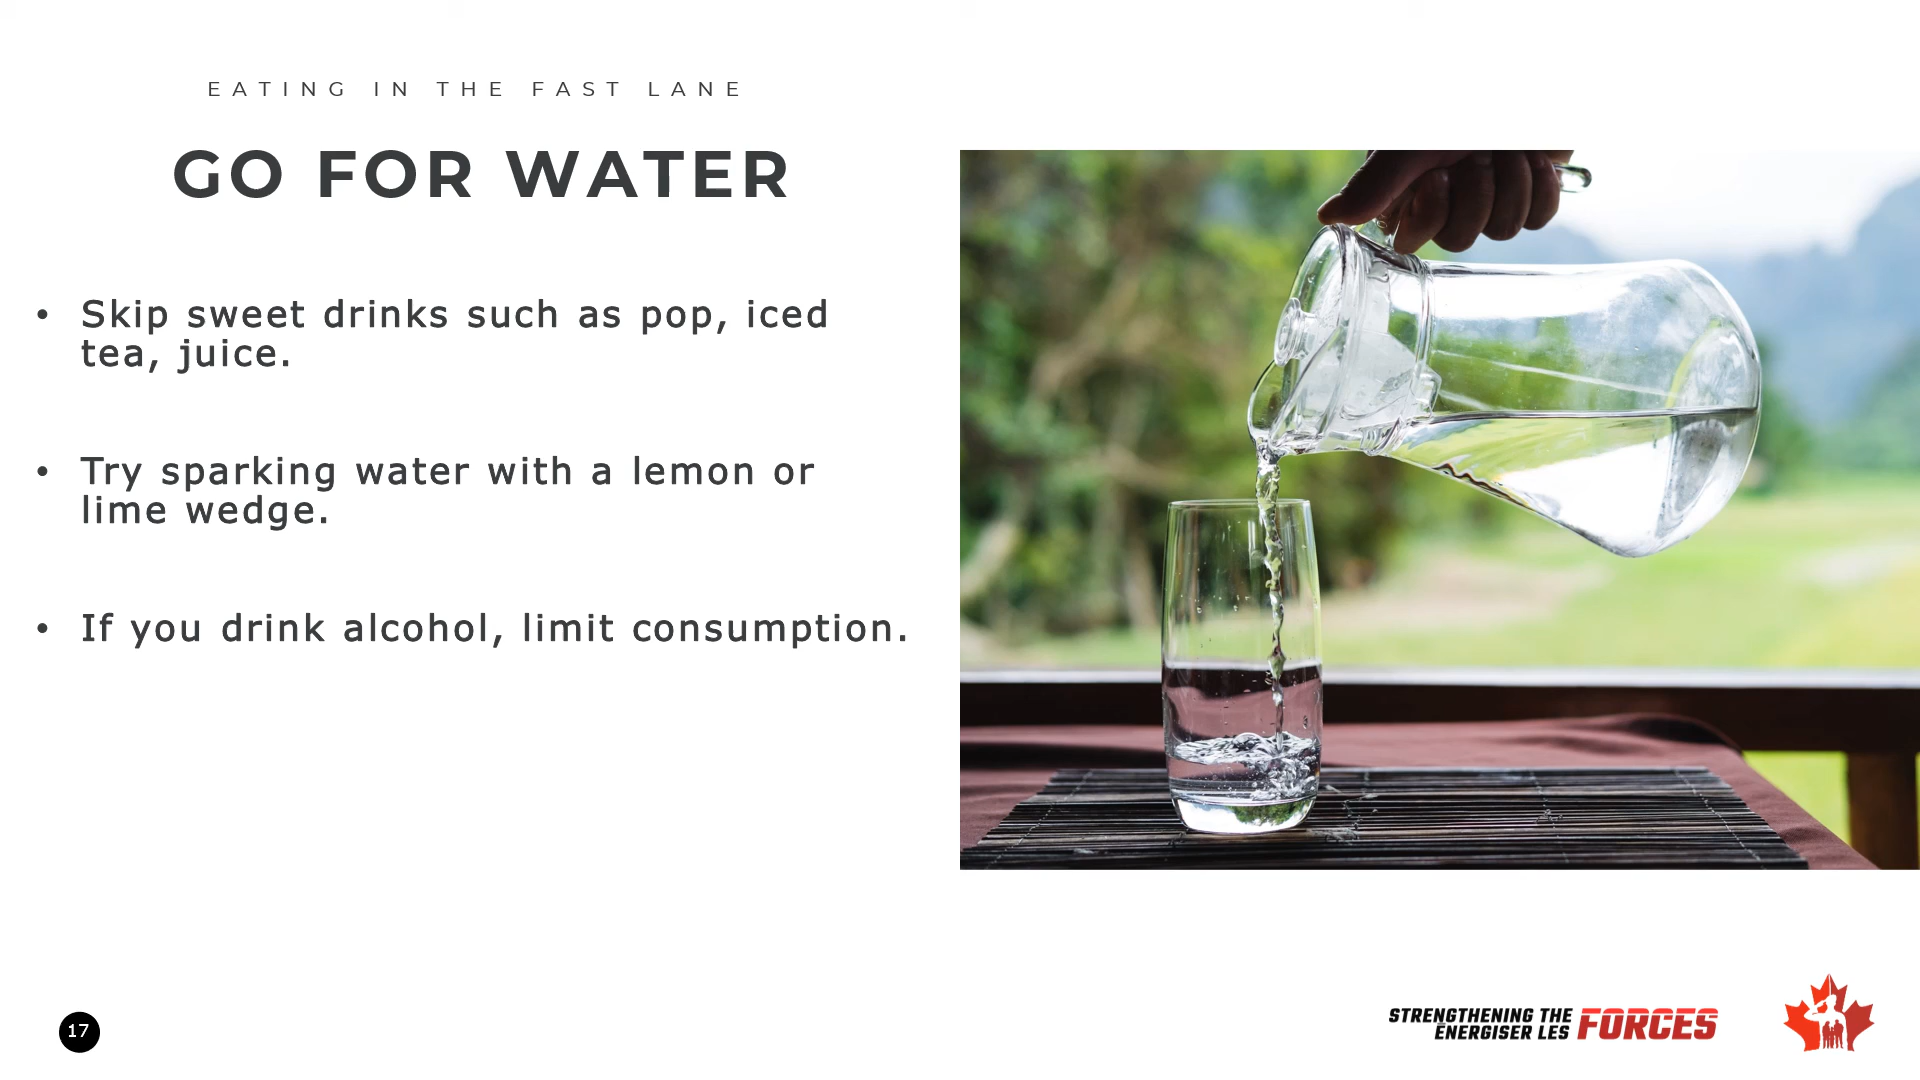 EATING IN THE FAST LANE
GO FOR WATER
• Skip sweet drinks such as pop, iced
tea, juice.
• Try sparking water with a lemon or
lime wedge.
• If you drink alcohol, limit consumption.
17
STRENGTHENING THE
ÉNERGISER LES FORCES